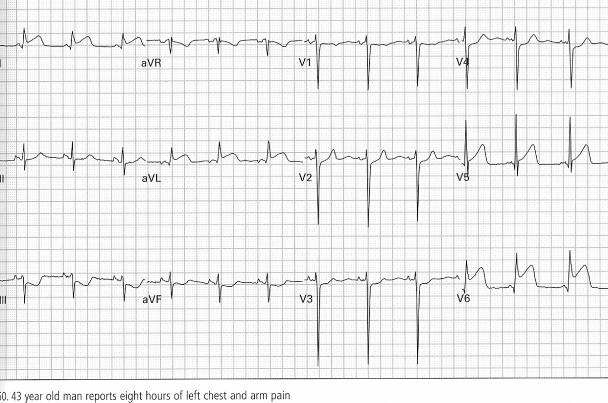 I aVR V1 V4
II aVL V2 V5
III aVF V3 V6
60. 43 year old man reports eight hours of left chest and arm pain